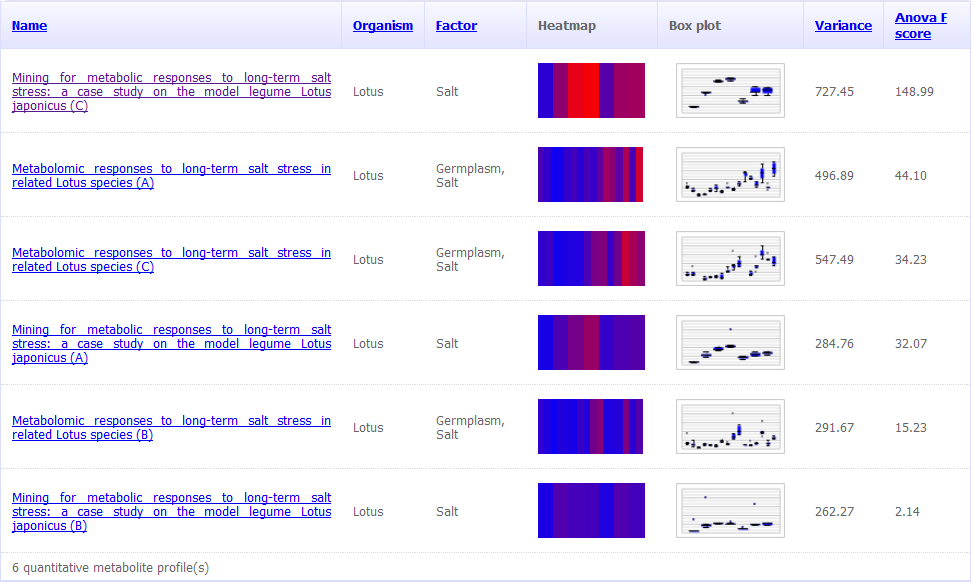 Name Organism Factor Heatmap Box plot Variance Anova F
score
Mining for metabolic responses to long-term salt
stress: a case study on the model legume Lotus
japonicus (C)
Lotus Salt 727.45 148.99
Metabolomic responses to long-term salt stress in
related Lotus species (A)
Lotus Germplasm,
Salt
496.89 44.10
Metabolomic responses to long-term salt stress in
related Lotus species (C)
Lotus Germplasm,
Salt
547.49 34.23
Mining for metabolic responses to long-term salt
stress: a case study on the model legume Lotus
japonicus (A)
Lotus Salt 284.76 32.07
Metabolomic responses to long-term salt stress in
related Lotus species (B)
Lotus Germplasm,
Salt
291.67 15.23
Mining for metabolic responses to long-term salt
stress: a case study on the model legume Lotus
japonicus (B)
Lotus Salt 262.27 2.14
6 quantitative metabolite profile(s)